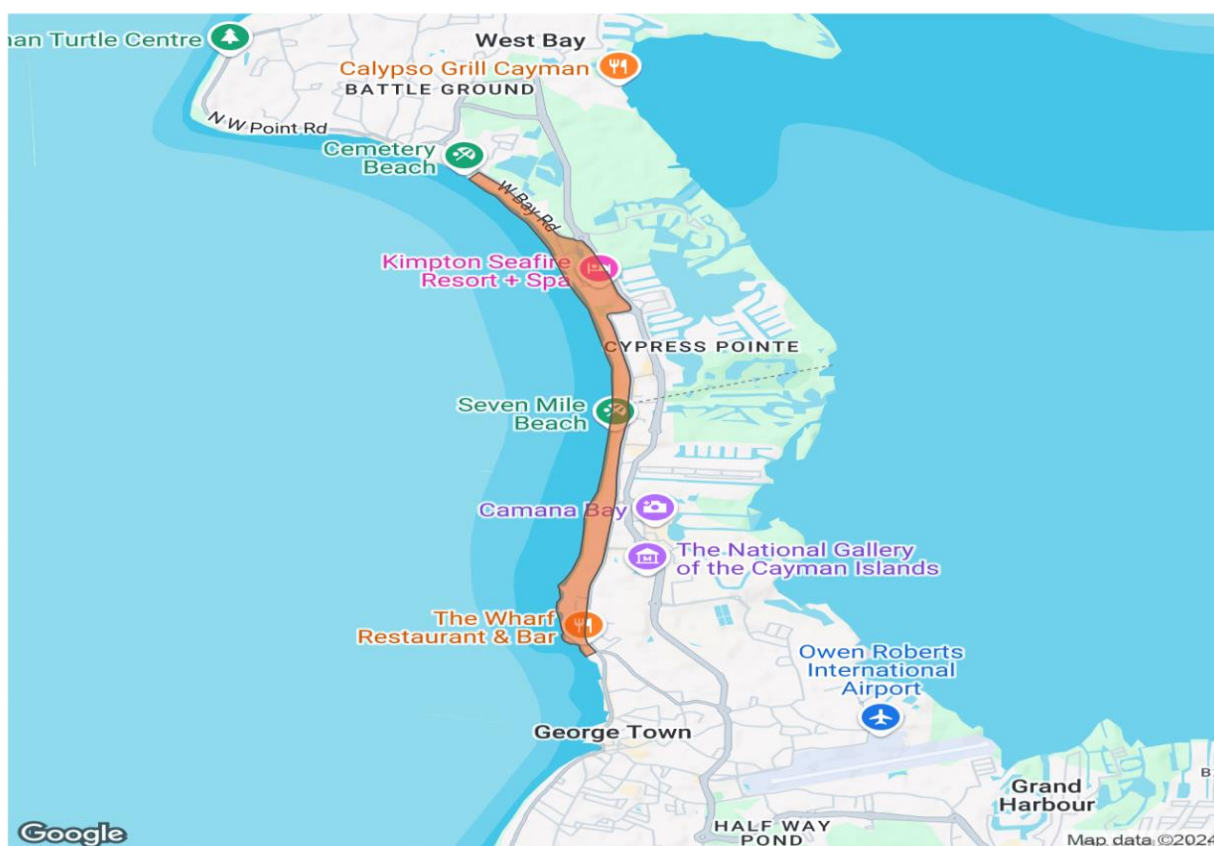 nan Turtle Centre
West Bay
Calypso Grill Cayman
BATTLE GROUND
N W Point Rd
Cemetery
Beach
W Bay Rd
Kimpton Seafire
Resort + Spa
CYPRESS POINTE
Seven Mile
Beach
Camana Bay
The National Gallery
of the Cayman Islands
The Wharf
Restaurant & Bar
Owen Roberts
International
Airport
George Town
Grand
Harbour
HALF WAY
POND
Google
Map data ©2024